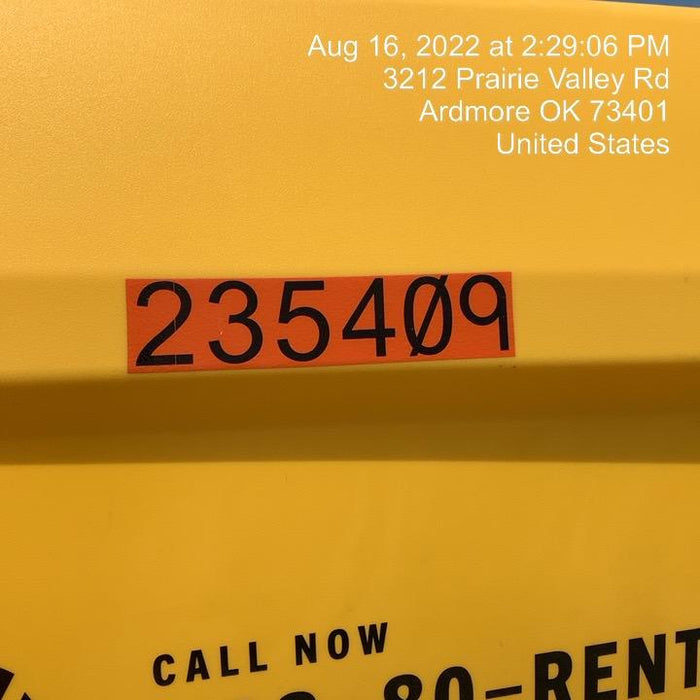 Aug 16, 2022 at 2:29:06 PM
3212 Prairie Valley Rd
Ardmore OK 73401
United States
235409
CALL NOW
80-RENT